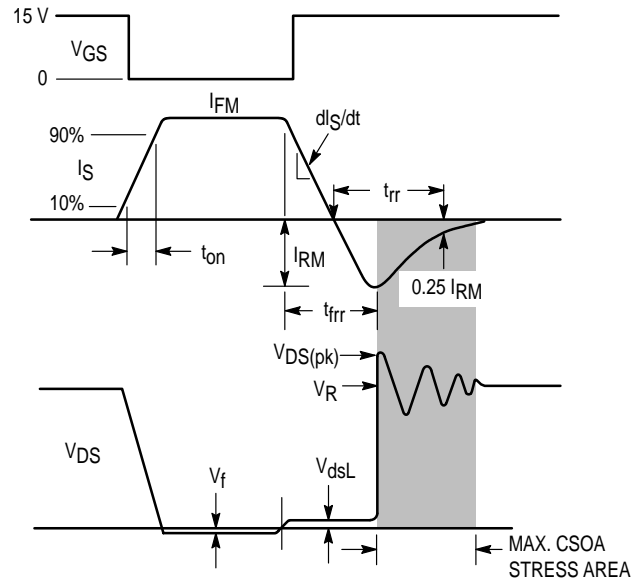 15 V
VGS
0
IFM
dIS/dt
90%
IS
10%
trr
ton
IRM
0.25 IRM
tfrr
VDS(pk)
VR
VDS
Vf
VdsL
MAX. CSOA
STRESS AREA